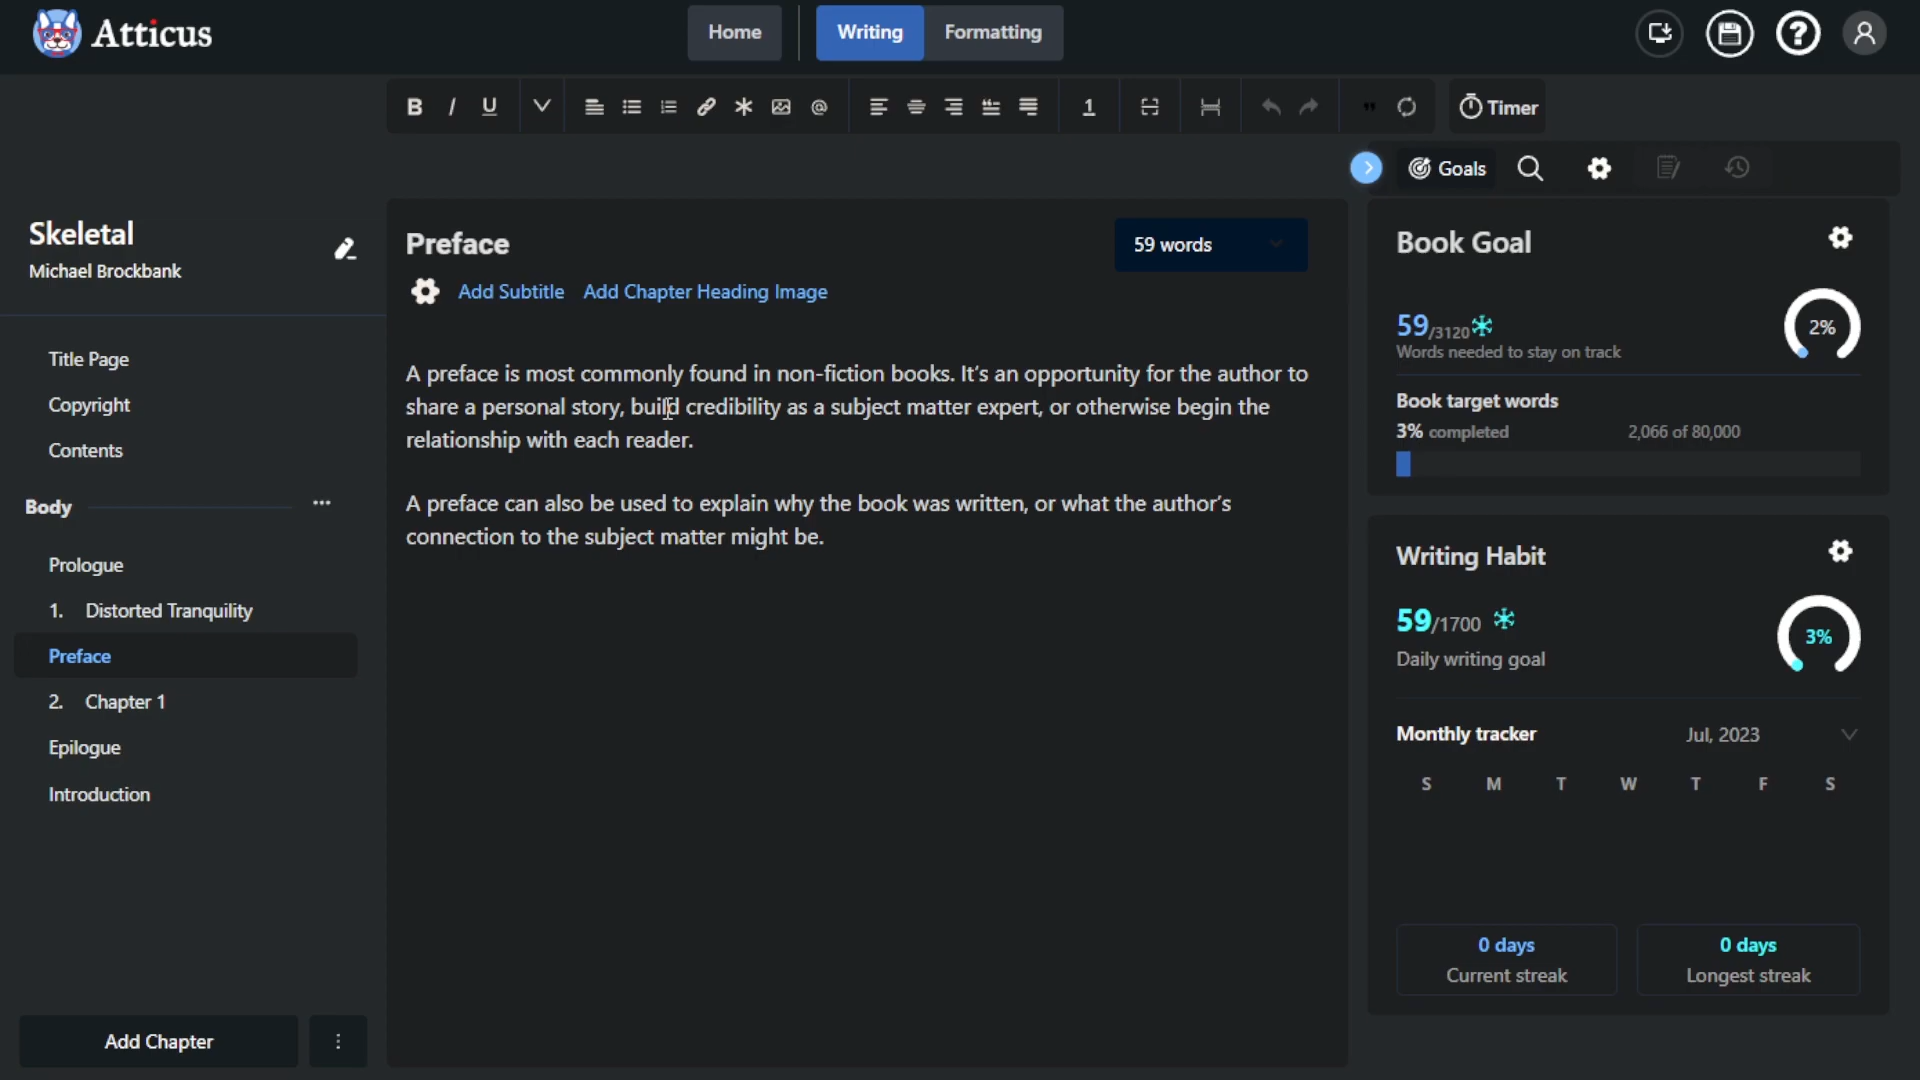 Atticus
Home
Writing
Formatting
B I U
1
Timer
Goals
Skeletal
Michael Brockbank
Title Page
Copyright
Contents
Body
Prologue
1. Distorted Tranquility
Preface
2. Chapter 1
Epilogue
Introduction
Add Chapter
Preface
59 words
Add Subtitle Add Chapter Heading Image
A preface is most commonly found in non-fiction books. It's an opportunity for the author to
share a personal story, build credibility as a subject matter expert, or otherwise begin the
relationship with each reader.
A preface can also be used to explain why the book was written, or what the author's
connection to the subject matter might be.
Book Goal
59/3120
2%
Words needed to stay on track
Book target words
3% completed 2,066 of 80,000
Writing Habit
59/1700
3%
Daily writing goal
Monthly tracker Jul, 2023
S M T W T F S
0 days
Current streak
0 days
Longest streak